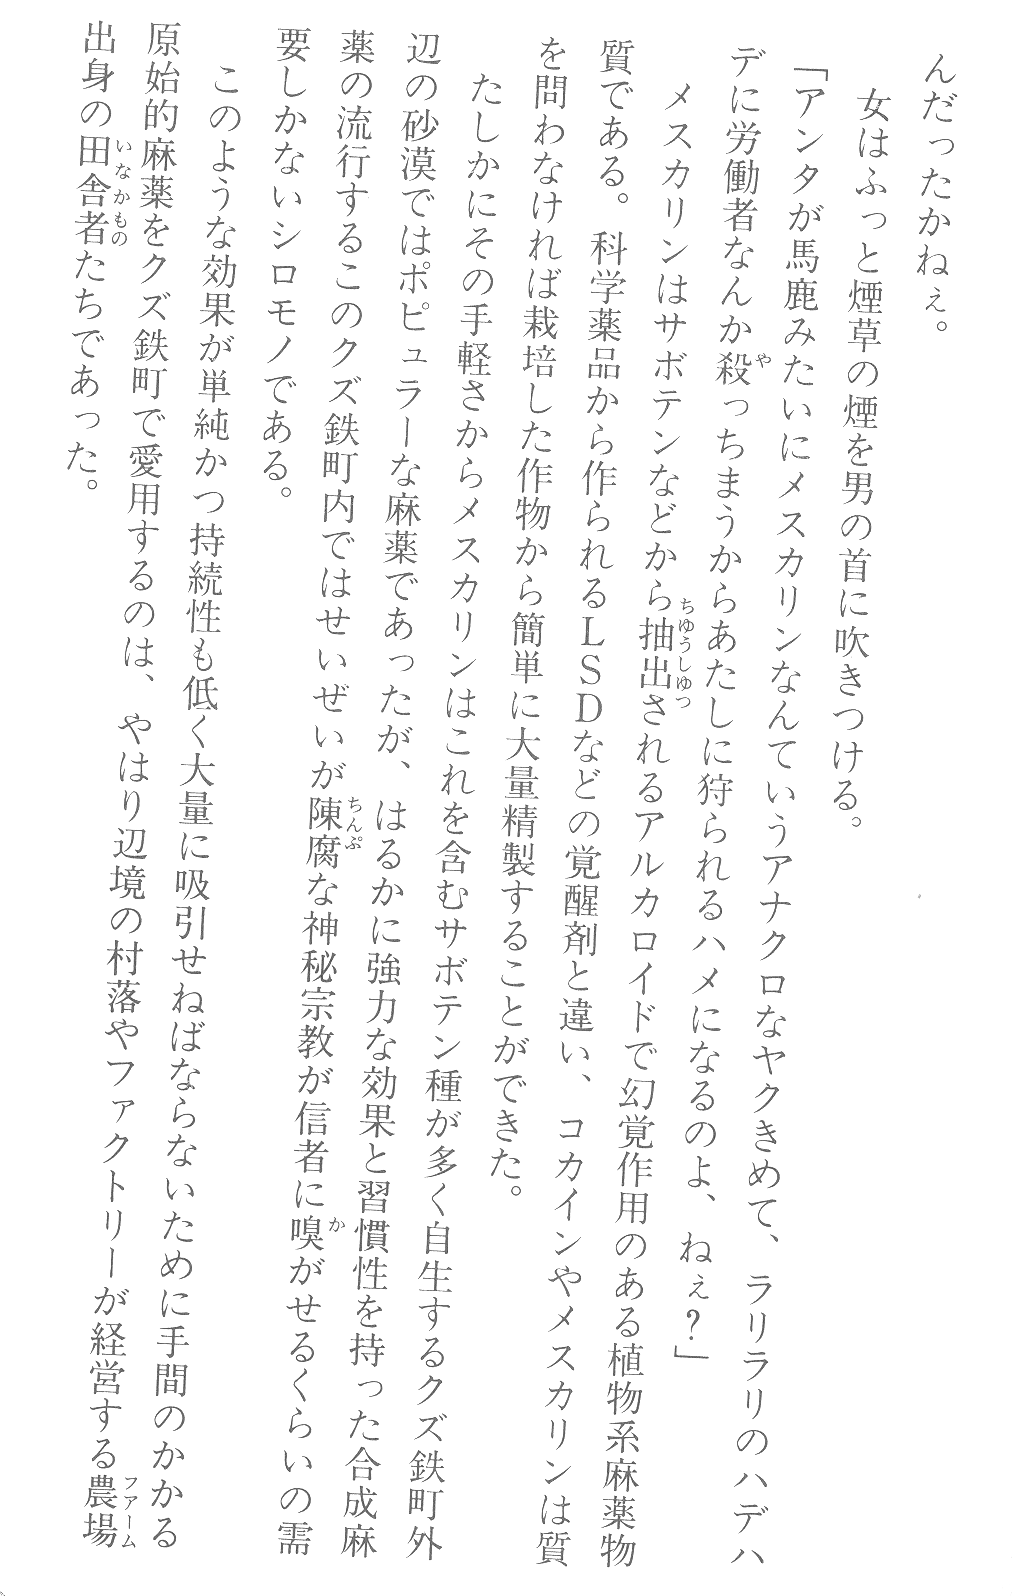 んだったかねぇ。
　女はふっと煙草の煙を男の首に吹きつける。
「アンタが馬鹿みたいにメスカリンなんていうアナクロなヤクきめて、ラリラリのハデハ
デに労働者なんか殺っちまうからあたしに狩られるハメになるのよ、ねぇ？」
　メスカリンはサボテンなどから抽出されるアルカロイドで幻覚作用のある植物系麻薬物
質である。科学薬品から作られるＬＳＤなどの覚醒剤と違い、コカインやメスカリンは質
を問わなければ栽培した作物から簡単に大量精製することができた。
　たしかにその手軽さからメスカリンはこれを含むサボテン種が多く自生するクズ鉄町外
辺の砂漠ではポピュラーな麻薬であったが、はるかに強力な効果と習慣性を持った合成麻
薬の流行するこのクズ鉄町内ではせいぜいが陳腐な神秘宗教が信者に嗅がせるくらいの需
要しかないシロモノである。
　このような効果が単純かつ持続性も低く大量に吸引せねばならないために手間のかかる
原始的麻薬をクズ鉄町で愛用するのは、やはり辺境の村落やファクトリーが経営する農場
出身の田舎者たちであった。
や
ちゅうしゅつ
ちんぷ
か
ファーム
いなかもの